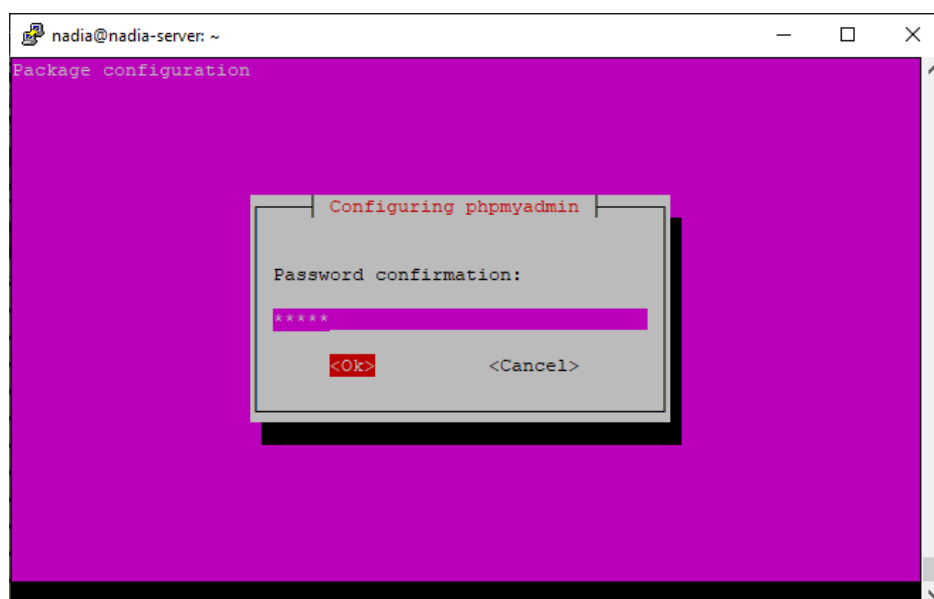 nadia@nadia-server: ~
Package configuration
Configuring phpmyadmin
Password confirmation:
*****
<Ok> <Cancel>